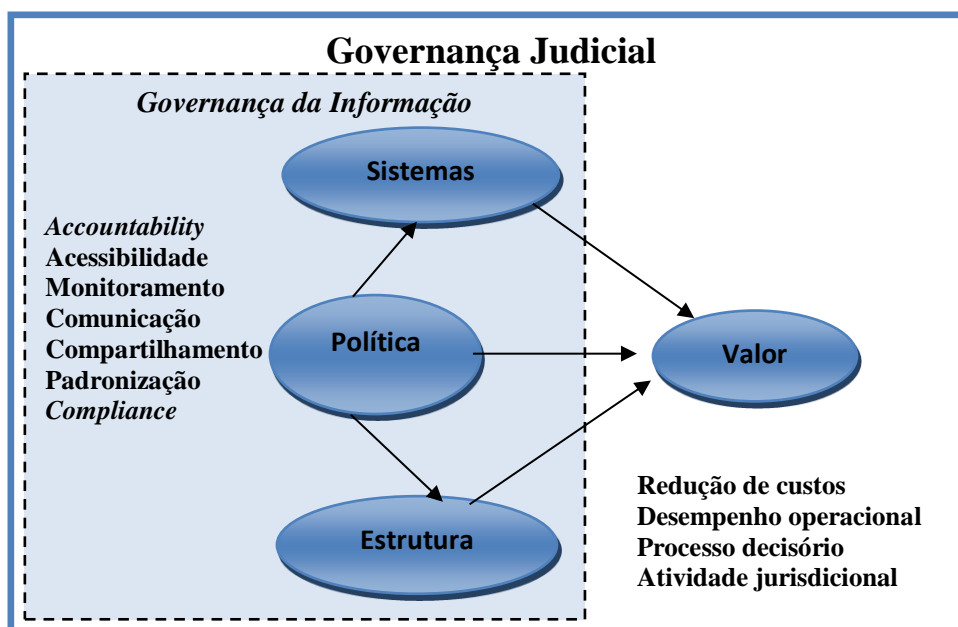 Governança Judicial
Governança da Informação
Sistemas
Accountability
Acessibilidade
Monitoramento
Comunicação
Compartilhamento
Padronização
Compliance
Política
Valor
Estrutura
Redução de custos
Desempenho operacional
Processo decisório
Atividade jurisdicional